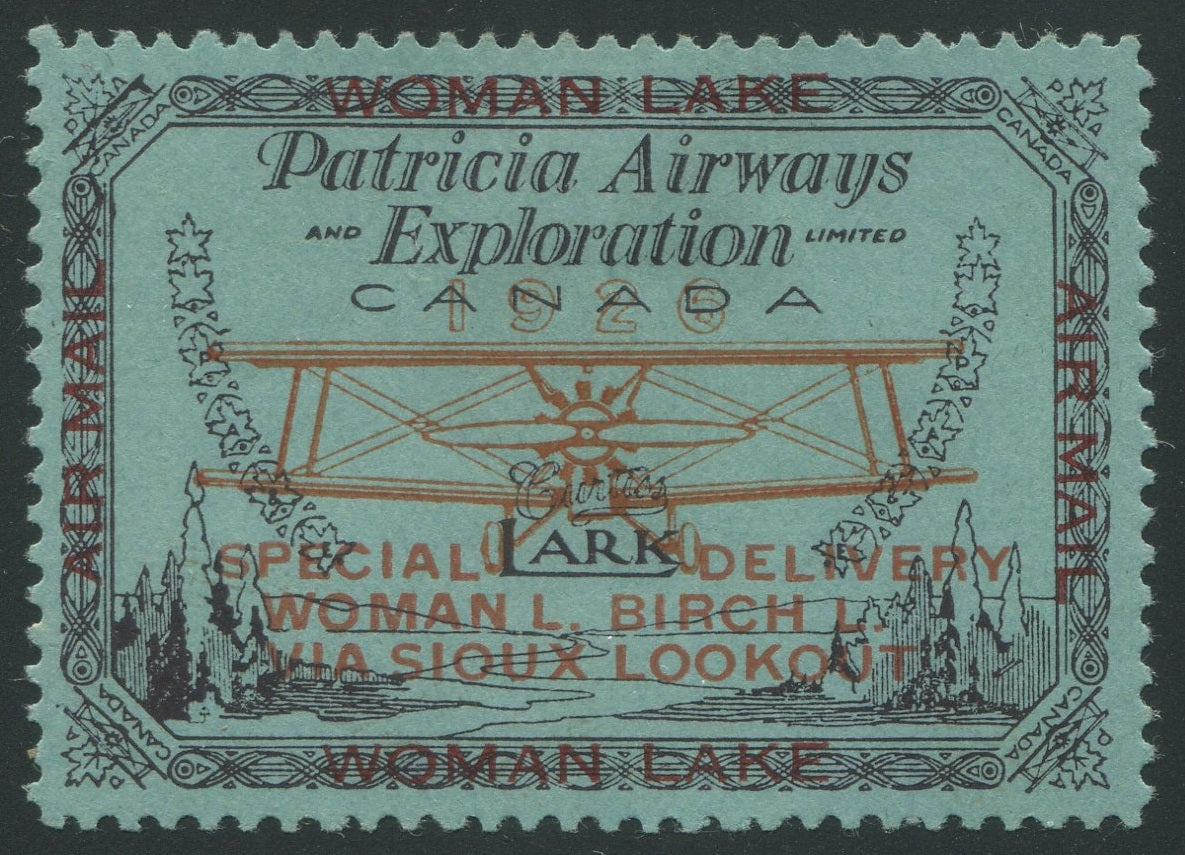 WOMAN LAKE
P A
CANADA
P A
CANADA
Patricia Airways
AND Exploration LIMITED
CANADA
1926
AIR MAIL
AIR MAIL
Curtiss
LARK
SPECIAL DELIVERY
WOMAN L. BIRCH L.
VIA SIOUX LOOKOUT
P A
CANADA
P A
CANADA
WOMAN LAKE